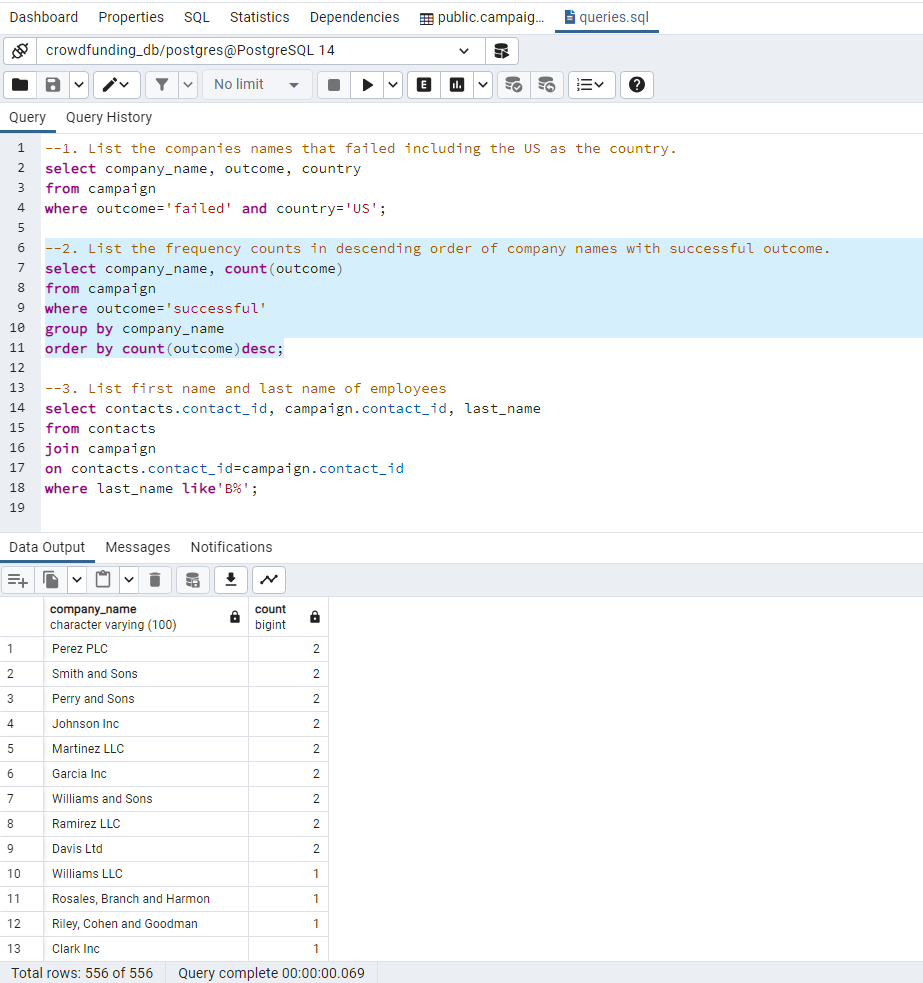 Dashboard Properties SQL Statistics Dependencies public.campaig... queries.sql
crowdfunding_db/postgres@PostgreSQL 14
No limit E
Query Query History
1 --1. List the companies names that failed including the US as the country.
2 select company_name, outcome, country
3 from campaign
4 where outcome='failed' and country='US';
5
6 --2. List the frequency counts in descending order of company names with successful outcome.
7 select company_name, count(outcome)
8 from campaign
9 where outcome='successful'
10 group by company_name
11 order by count(outcome)desc;
12
13 --3. List first name and last name of employees
14 select contacts.contact_id, campaign.contact_id, last_name
15 from contacts
16 join campaign
17 on contacts.contact_id=campaign.contact_id
18 where last_name like'B%';
19
Data Output Messages Notifications
company_name count
character varying (100) bigint
1 Perez PLC 2
2 Smith and Sons 2
3 Perry and Sons 2
4 Johnson Inc 2
5 Martinez LLC 2
6 Garcia Inc 2
7 Williams and Sons 2
8 Ramirez LLC 2
9 Davis Ltd 2
10 Williams LLC 1
11 Rosales, Branch and Harmon 1
12 Riley, Cohen and Goodman 1
13 Clark Inc 1
Total rows: 556 of 556 Query complete 00:00:00.069